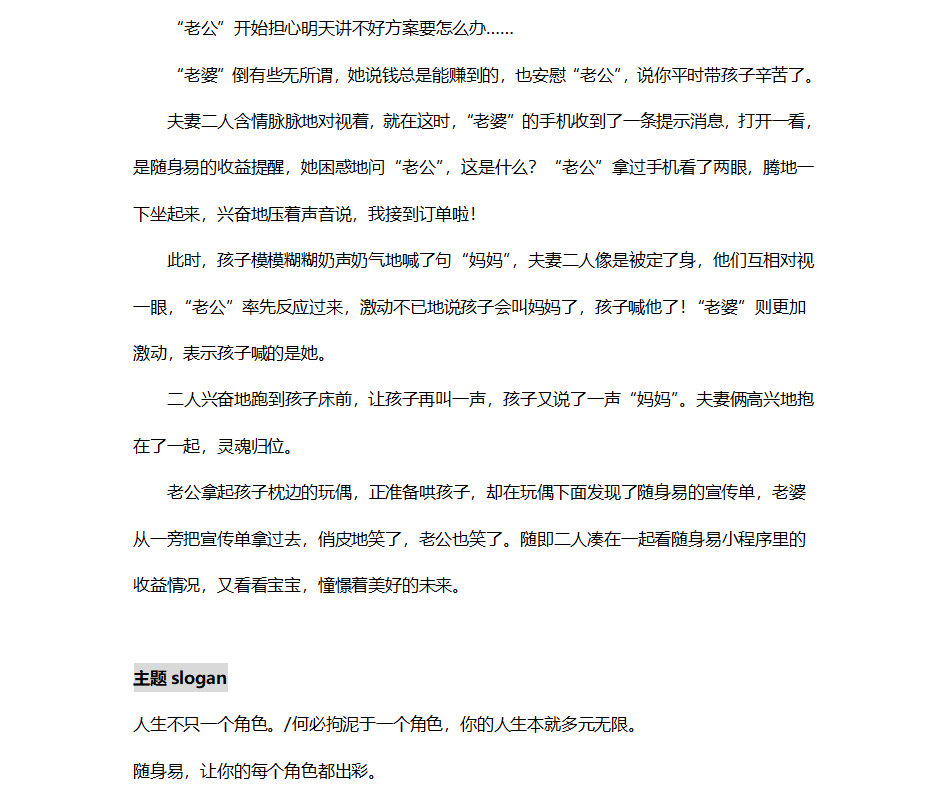 “老公”开始担心明天讲不好方案要怎么办……
“老婆”倒有些无所谓，她说钱总是能赚到的，也安慰“老公”，说你平时带孩子辛苦了。
夫妻二人含情脉脉地对视着，就在这时，“老婆”的手机收到了一条提示消息，打开一看，
是随身易的收益提醒，她困惑地问“老公”，这是什么？“老公”拿过手机看了两眼，腾地一
下坐起来，兴奋地压着声音说，我接到订单啦！
此时，孩子模模糊糊奶声奶气地喊了句“妈妈”，夫妻二人像是被定了身，他们互相对视
一眼，“老公”率先反应过来，激动不已地说孩子会叫妈妈了，孩子喊他了！“老婆”则更加
激动，表示孩子喊的是她。
二人兴奋地跑到孩子床前，让孩子再叫一声，孩子又说了一声“妈妈”。夫妻俩高兴地抱
在了一起，灵魂归位。
老公拿起孩子枕边的玩偶，正准备哄孩子，却在玩偶下面发现了随身易的宣传单，老婆
从一旁把宣传单拿过去，俏皮地笑了，老公也笑了。随即二人凑在一起看随身易小程序里的
收益情况，又看看宝宝，憧憬着美好的未来。
主题 slogan
人生不只一个角色。/何必拘泥于一个角色，你的人生本就多元无限。
随身易，让你的每个角色都出彩。